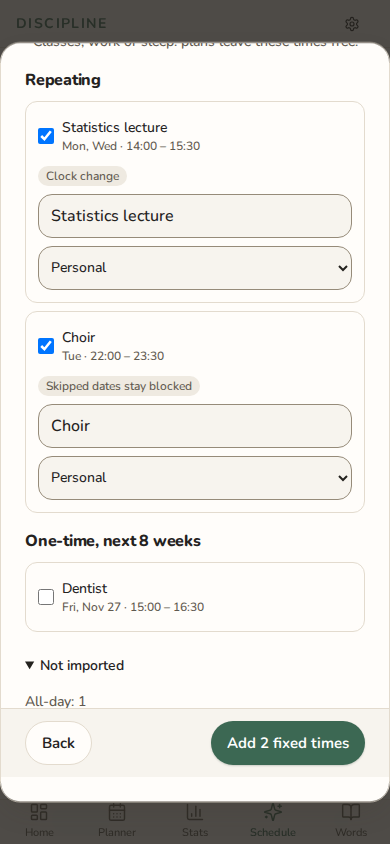 DISCIPLINE
Classes, work or sleep: plans leave these times free.
Repeating
Statistics lecture
Mon, Wed · 14:00 – 15:30
Clock change
Statistics lecture
Personal
Choir
Tue · 22:00 – 23:30
Skipped dates stay blocked
Choir
Personal
One-time, next 8 weeks
Dentist
Fri, Nov 27 · 15:00 – 16:30
Not imported
All-day: 1
Back
Add 2 fixed times
Home
Planner
Stats
Schedule
Words